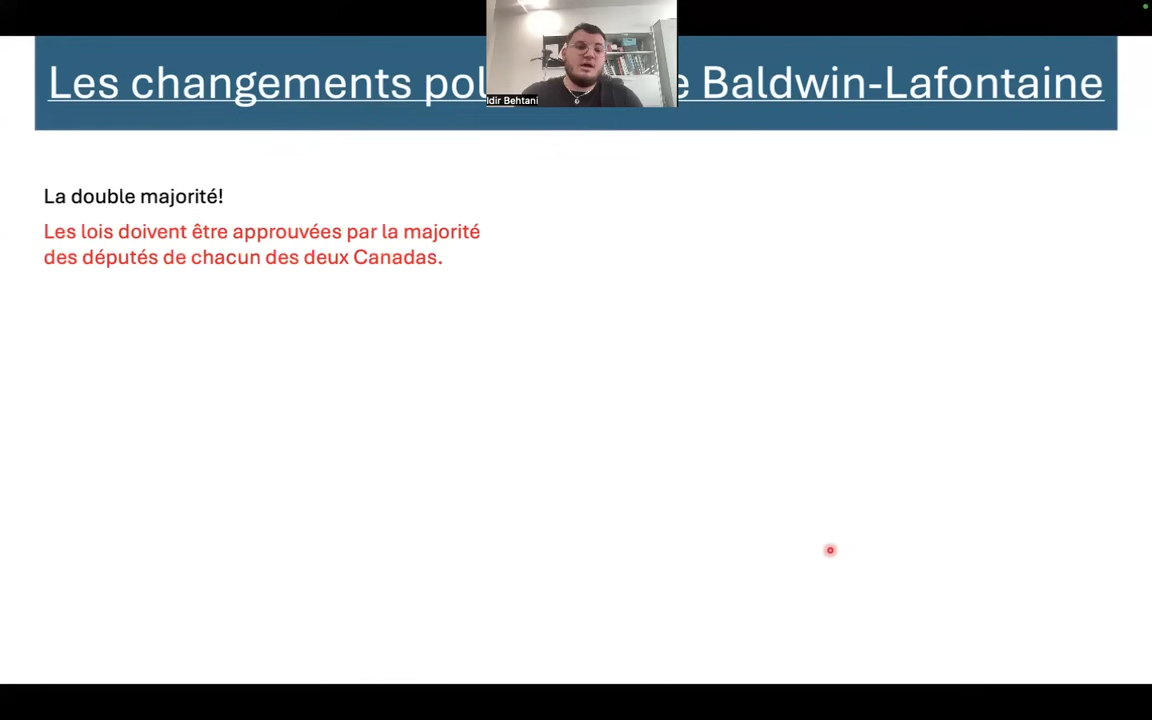 Les changements pol e Baldwin-Lafontaine
Idir Behtani
La double majorité!
Les lois doivent être approuvées par la majorité
des députés de chacun des deux Canadas.